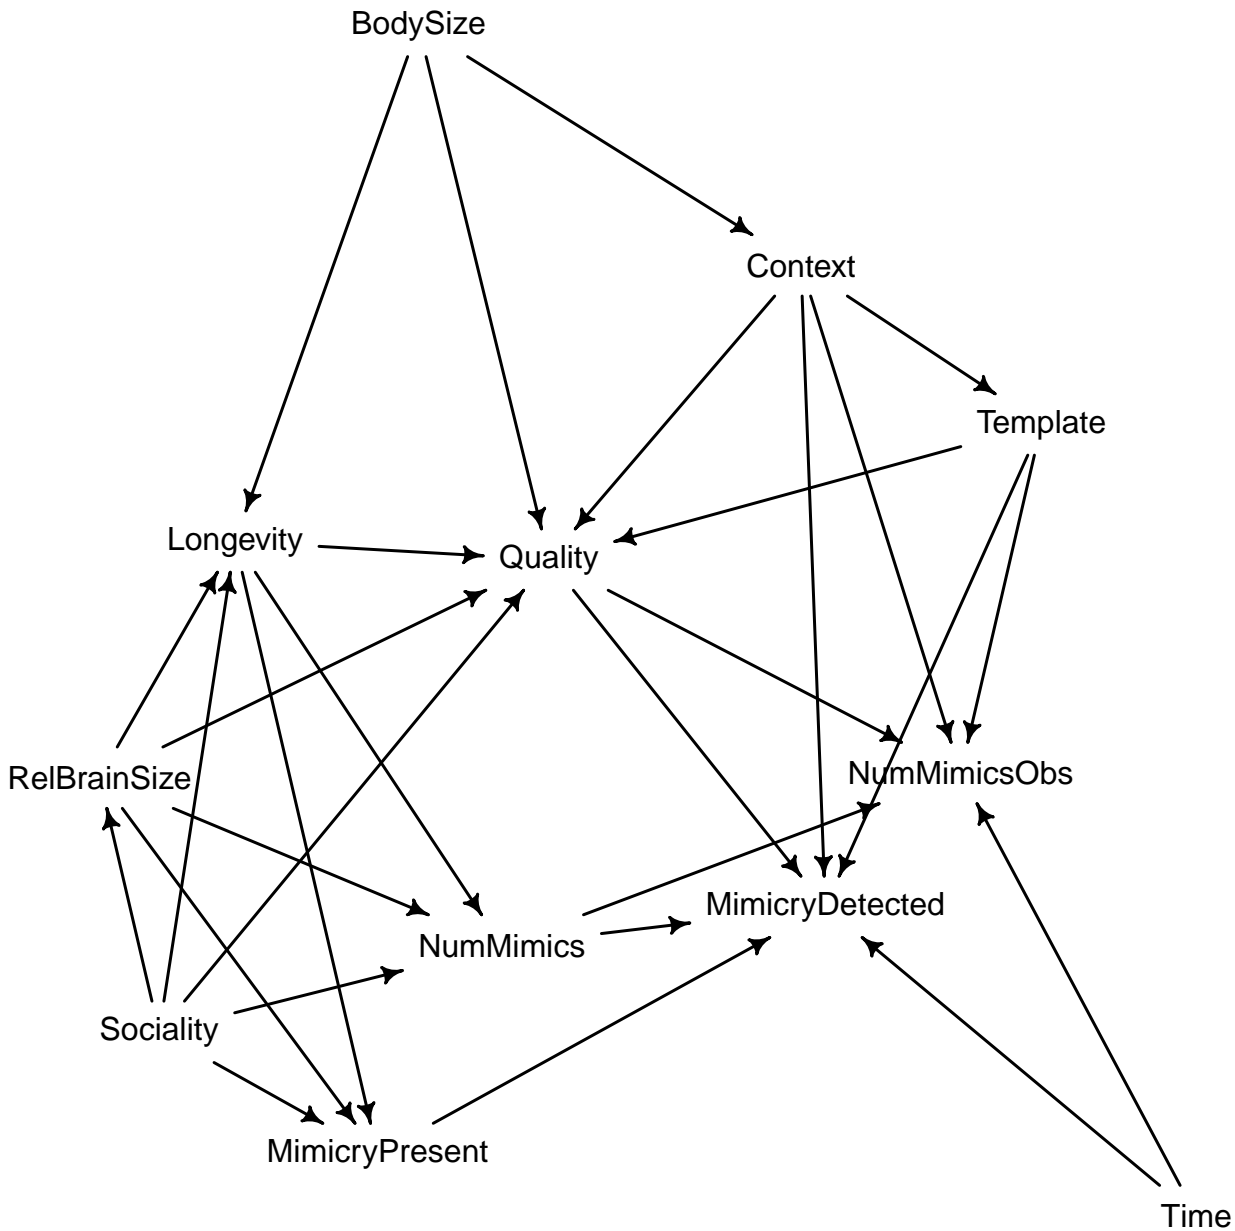 BodySize
Context
Template
Longevity
Quality
RelBrainSize
NumMimicsObs
MimicryDetected
NumMimics
Sociality
MimicryPresent
Time